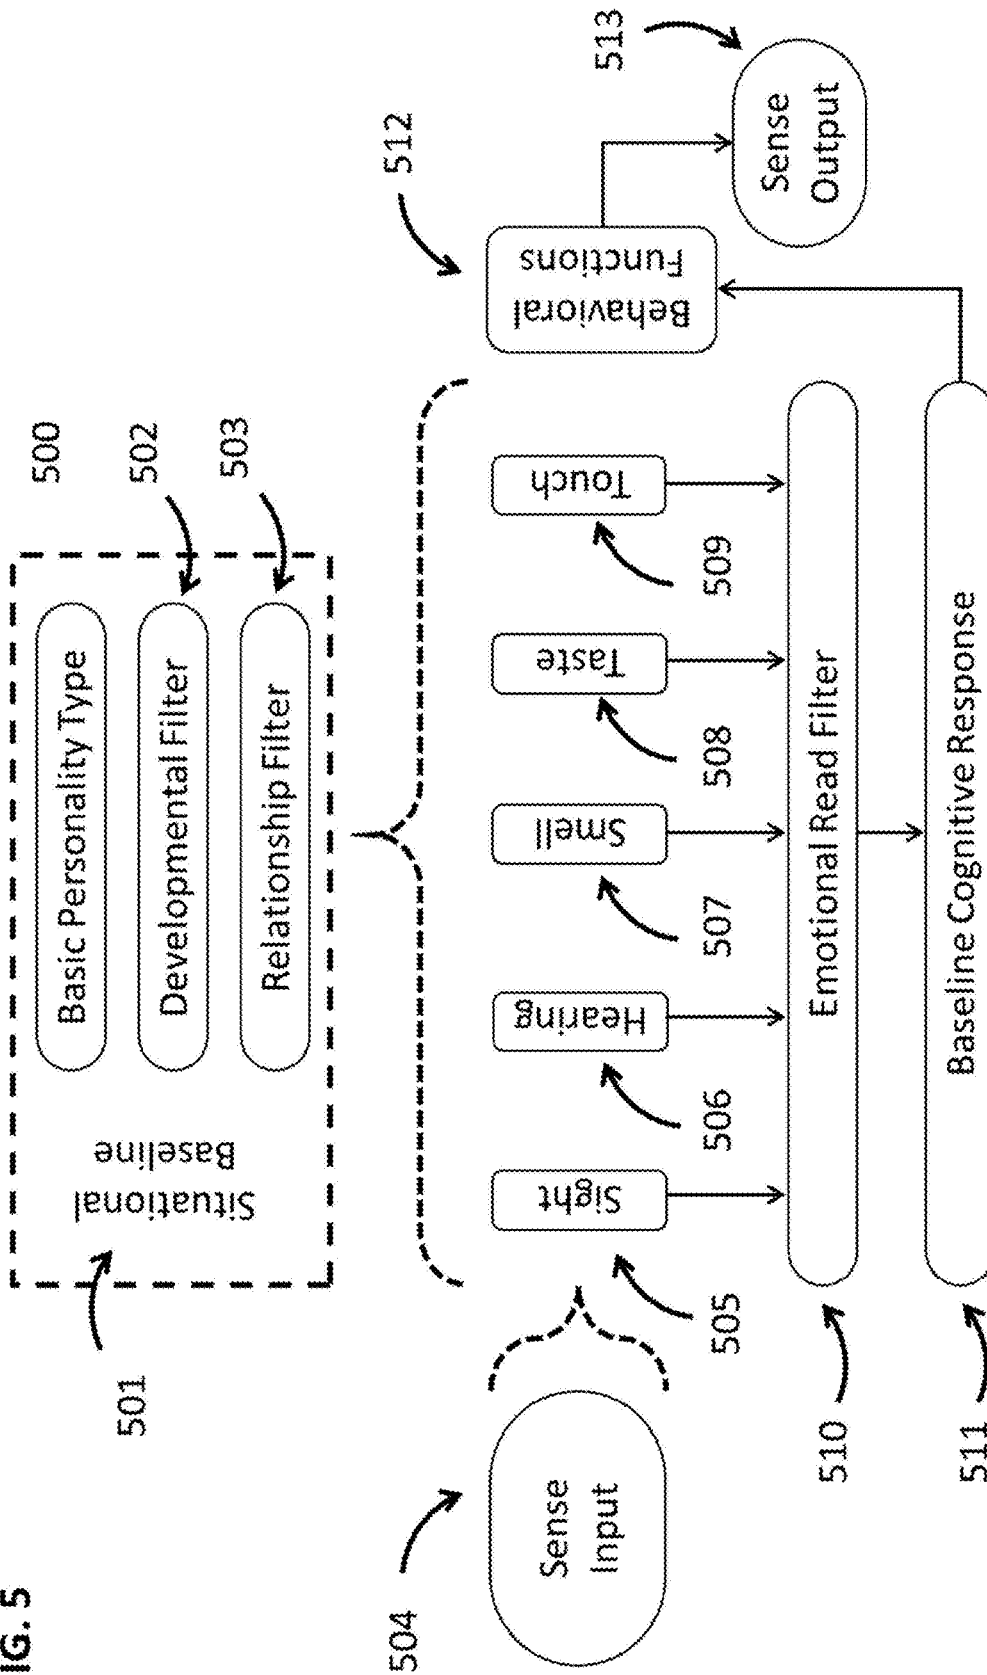 IG. 5
500
Basic Personality Type
502
Developmental Filter
503
Relationship Filter
501
Situational
Baseline
504
Sense
Input
505
Sight
506
Hearing
507
Smell
508
Taste
509
Touch
510
Emotional Read Filter
511
Baseline Cognitive Response
512
Behavioral
Functions
513
Sense
Output